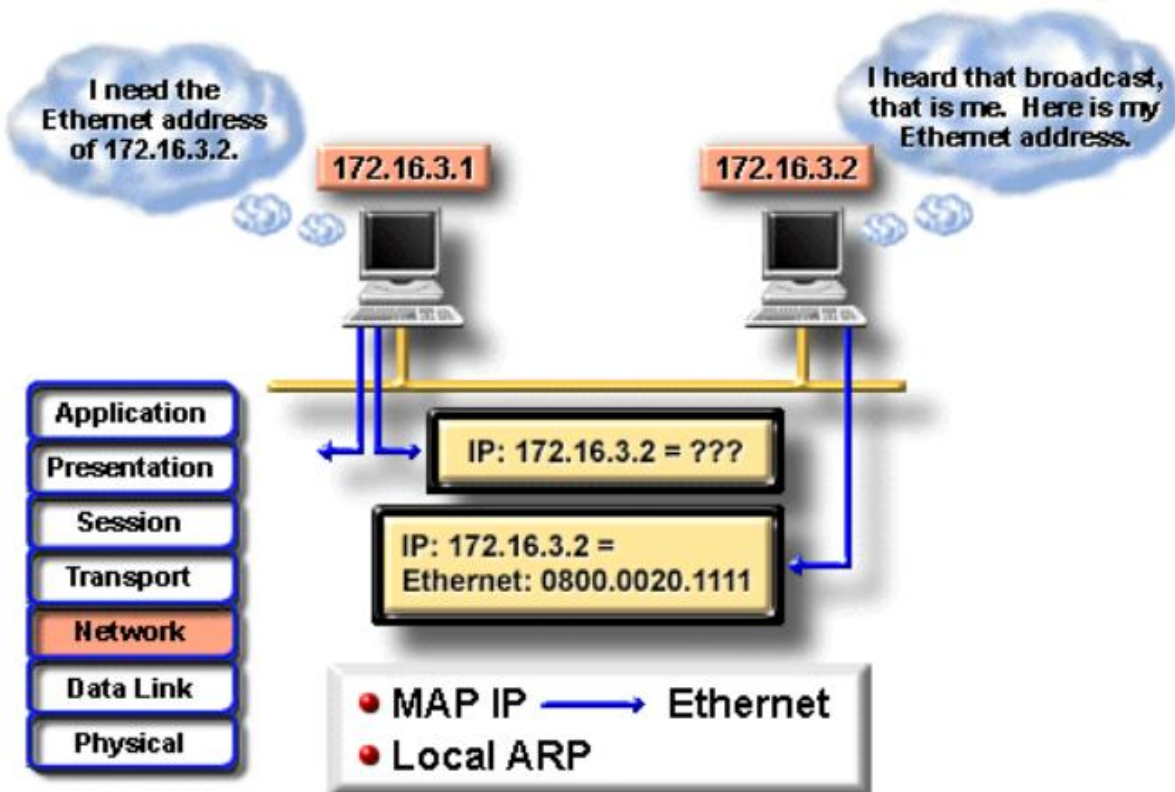 I need the
Ethernet address
of 172.16.3.2.
I heard that broadcast,
that is me. Here is my
Ethernet address.
172.16.3.1
172.16.3.2
Application
Presentation
Session
Transport
Network
Data Link
Physical
IP: 172.16.3.2 = ???
IP: 172.16.3.2 =
Ethernet: 0800.0020.1111
MAP IP Ethernet
Local ARP